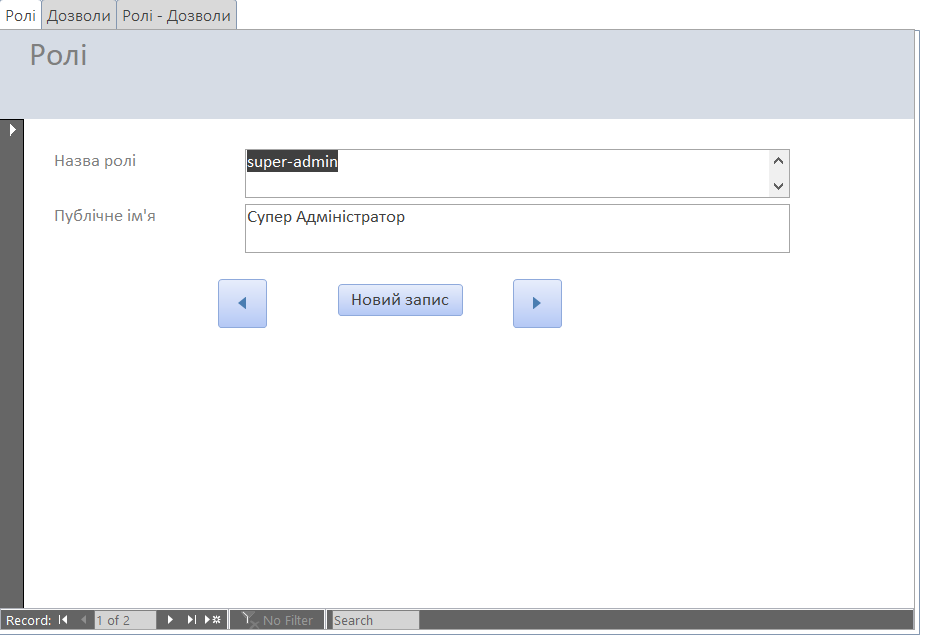 Ролі Дозволи Ролі - Дозволи
Ролі
Назва ролі super-admin
Публічне ім'я Супер Адміністратор
Новий запис
Record: 1 of 2 No Filter Search